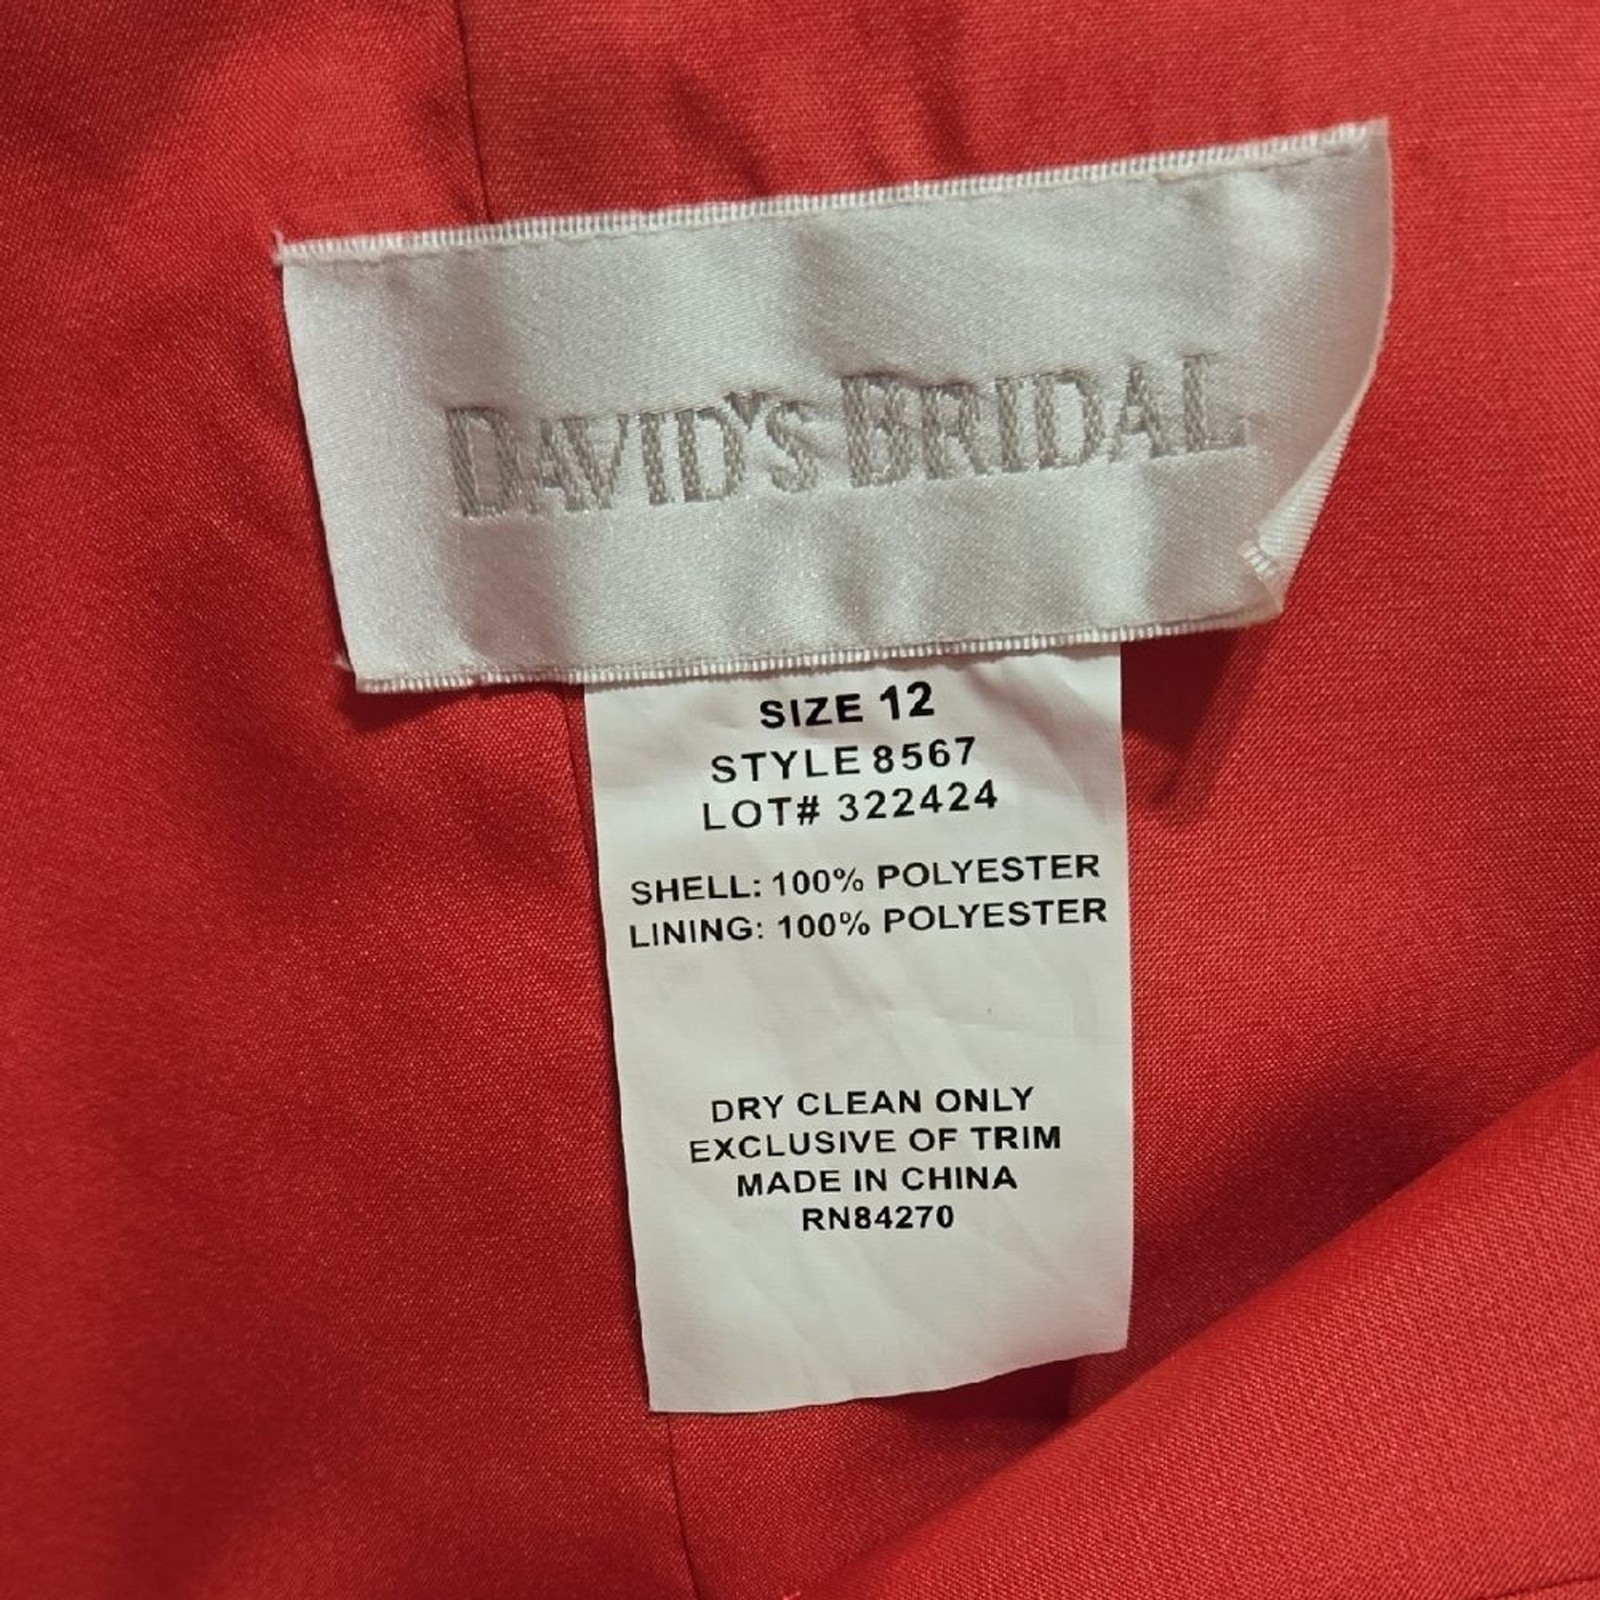 DAVID'S BRIDAL
SIZE 12
STYLE 8567
LOT# 322424
SHELL: 100% POLYESTER
LINING: 100% POLYESTER
DRY CLEAN ONLY
EXCLUSIVE OF TRIM
MADE IN CHINA
RN84270